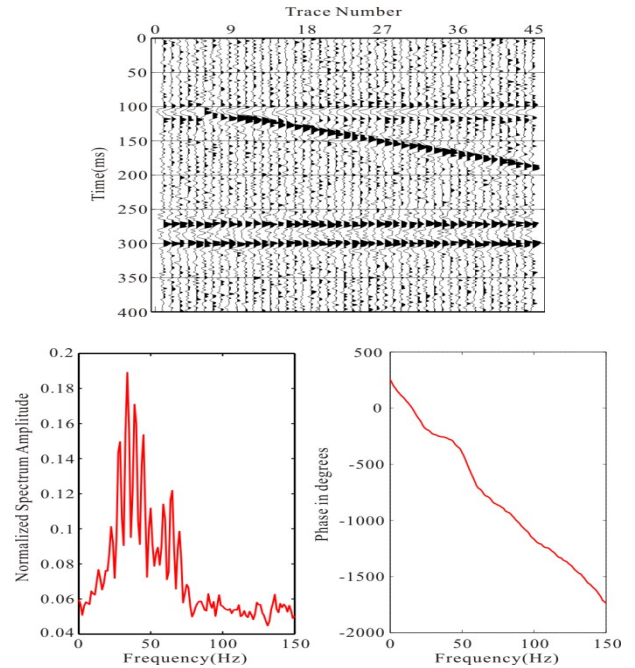 Trace Number
0 9 18 27 36 45
Time(ms)
0
50
100
150
200
250
300
350
400
Normalized Spectrum Amplitude
0.2
0.18
0.16
0.14
0.12
0.1
0.08
0.06
0.04
0 50 100 150
Frequency(Hz)
Phase in degrees
500
0
-500
-1000
-1500
-2000
0 50 100 150
Frequency(Hz)